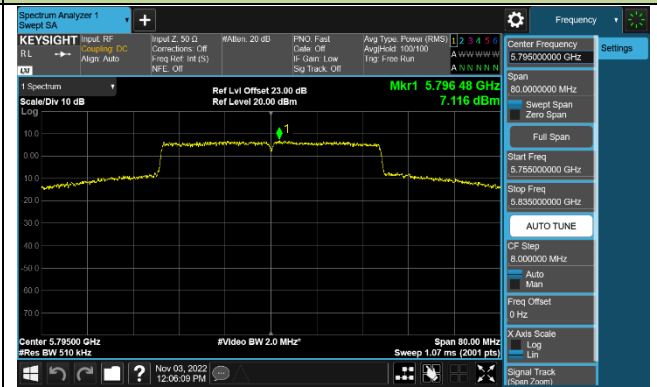 Spectrum Analyzer 1
Swept SA
Frequency
KEYSIGHT
RL
Input: RF
Coupling: DC
Align: Auto
Input Z: 50 Ω
Corrections: Off
Freq Ref: Int (S)
NFE: Off
#Atten: 20 dB
PNO: Fast
Gate: Off
IF Gain: Low
Sig Track: Off
Avg Type: Power (RMS)
Avg|Hold: 100/100
Trig: Free Run
1 2 3 4 5 6
A W W W W W
A N N N N N
LXI
1 Spectrum
Scale/Div 10 dB
Log
Ref Lvl Offset 23.00 dB
Ref Level 20.00 dBm
Mkr1 5.796 48 GHz
7.116 dBm
1
10.0
0.00
10.0
20.0
30.0
40.0
-50.0
60.0
70.0
Center 5.79500 GHz
#Res BW 510 kHz
#Video BW 2.0 MHz*
Span 80.00 MHz
Sweep 1.07 ms (2001 pts)
Nov 03, 2022
12:06:09 PM
Center Frequency
5.795000000 GHz
Settings
Span
80.0000000 MHz
Swept Span
Zero Span
Full Span
Start Freq
5.755000000 GHz
Stop Freq
5.835000000 GHz
AUTO TUNE
CF Step
8.000000 MHz
Auto
Man
Freq Offset
0 Hz
X Axis Scale
Log
Lin
Signal Track
(Span Zoom)